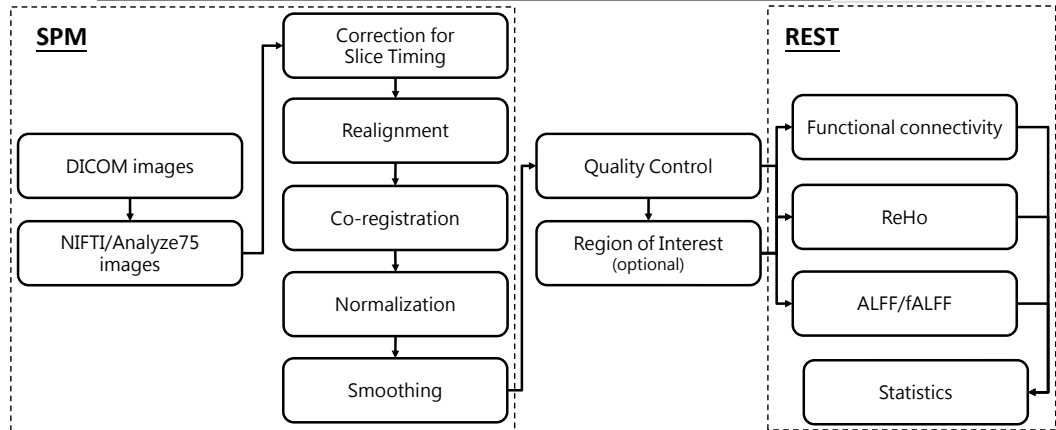 SPM
DICOM images
NIFTI/Analyze75
images
Correction for
Slice Timing
Realignment
Co-registration
Normalization
Smoothing
Quality Control
Region of Interest
(optional)
REST
Functional connectivity
ReHo
ALFF/fALFF
Statistics